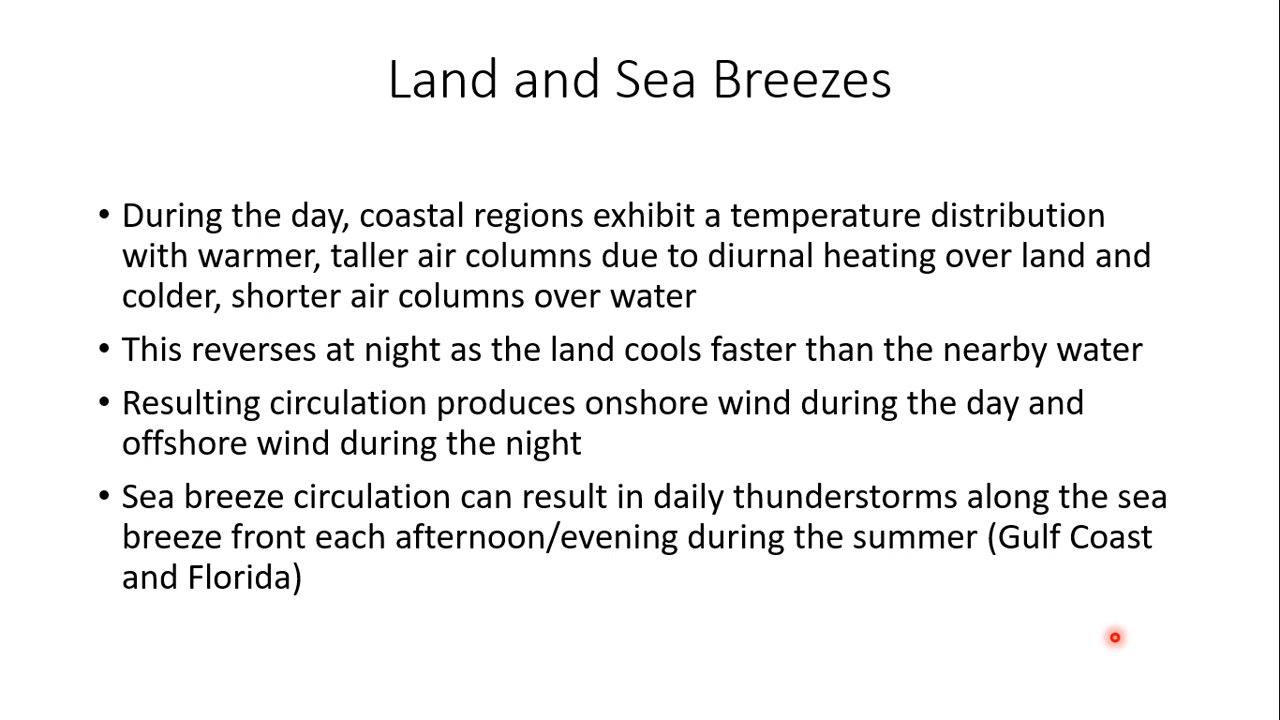 Land and Sea Breezes
• During the day, coastal regions exhibit a temperature distribution
with warmer, taller air columns due to diurnal heating over land and
colder, shorter air columns over water
• This reverses at night as the land cools faster than the nearby water
• Resulting circulation produces onshore wind during the day and
offshore wind during the night
• Sea breeze circulation can result in daily thunderstorms along the sea
breeze front each afternoon/evening during the summer (Gulf Coast
and Florida)